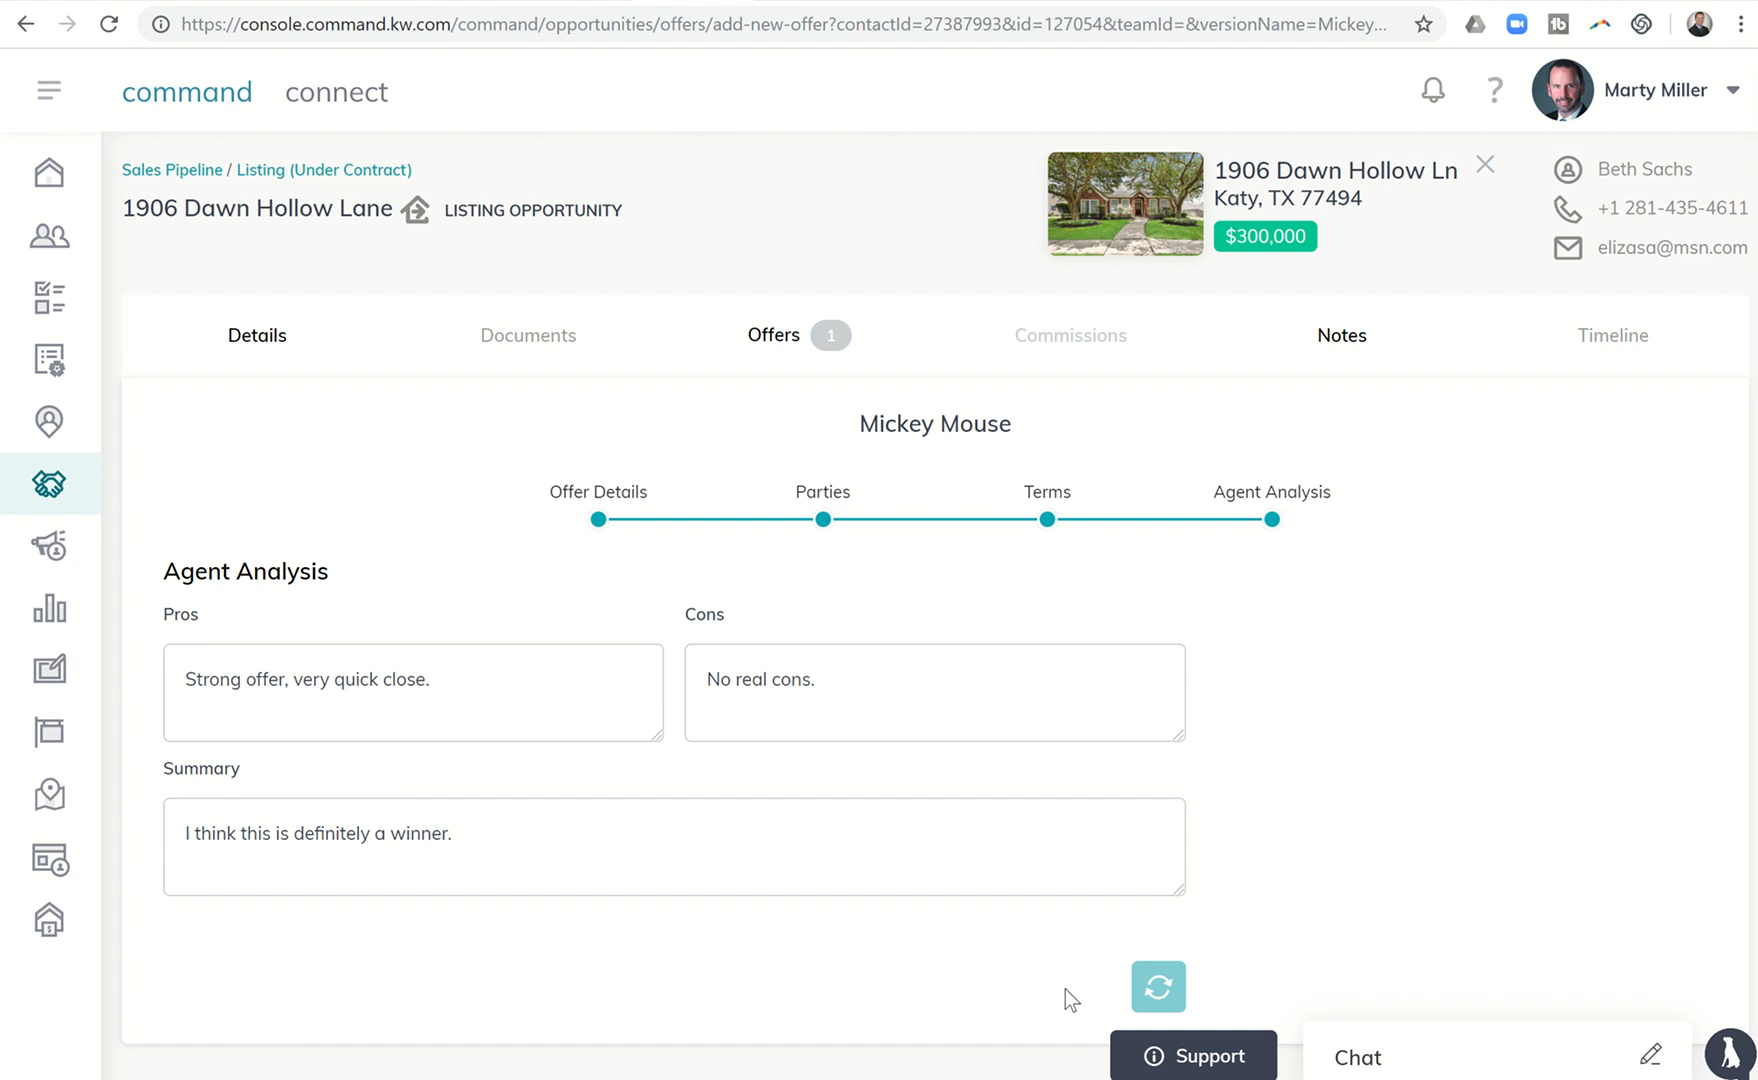 https://console.command.kw.com/command/opportunities/offers/add-new-offer?contactId=27387993&id=127054&teamId=&versionName=Mickey...
command connect
Marty Miller
Sales Pipeline / Listing (Under Contract)
1906 Dawn Hollow Lane LISTING OPPORTUNITY
1906 Dawn Hollow Ln
Katy, TX 77494
$300,000
Beth Sachs
+1 281-435-4611
elizasa@msn.com
Details Documents Offers 1 Commissions Notes Timeline
Mickey Mouse
Offer Details Parties Terms Agent Analysis
Agent Analysis
Pros Cons
Strong offer, very quick close. No real cons.
Summary
I think this is definitely a winner.
Support
Chat